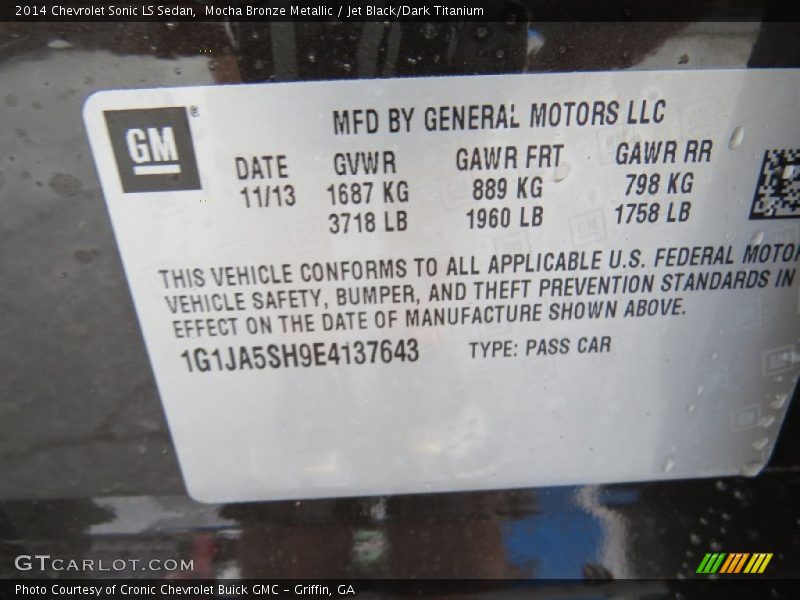 2014 Chevrolet Sonic LS Sedan, Mocha Bronze Metallic / Jet Black/Dark Titanium
GM®
MFD BY GENERAL MOTORS LLC
DATE GVWR GAWR FRT GAWR RR
11/13 1687 KG 889 KG 798 KG
3718 LB 1960 LB 1758 LB
THIS VEHICLE CONFORMS TO ALL APPLICABLE U.S. FEDERAL MOTOR
VEHICLE SAFETY, BUMPER, AND THEFT PREVENTION STANDARDS IN
EFFECT ON THE DATE OF MANUFACTURE SHOWN ABOVE.
1G1JA5SH9E4137643 TYPE: PASS CAR
GTCARLOT.COM
Photo Courtesy of Cronic Chevrolet Buick GMC - Griffin, GA